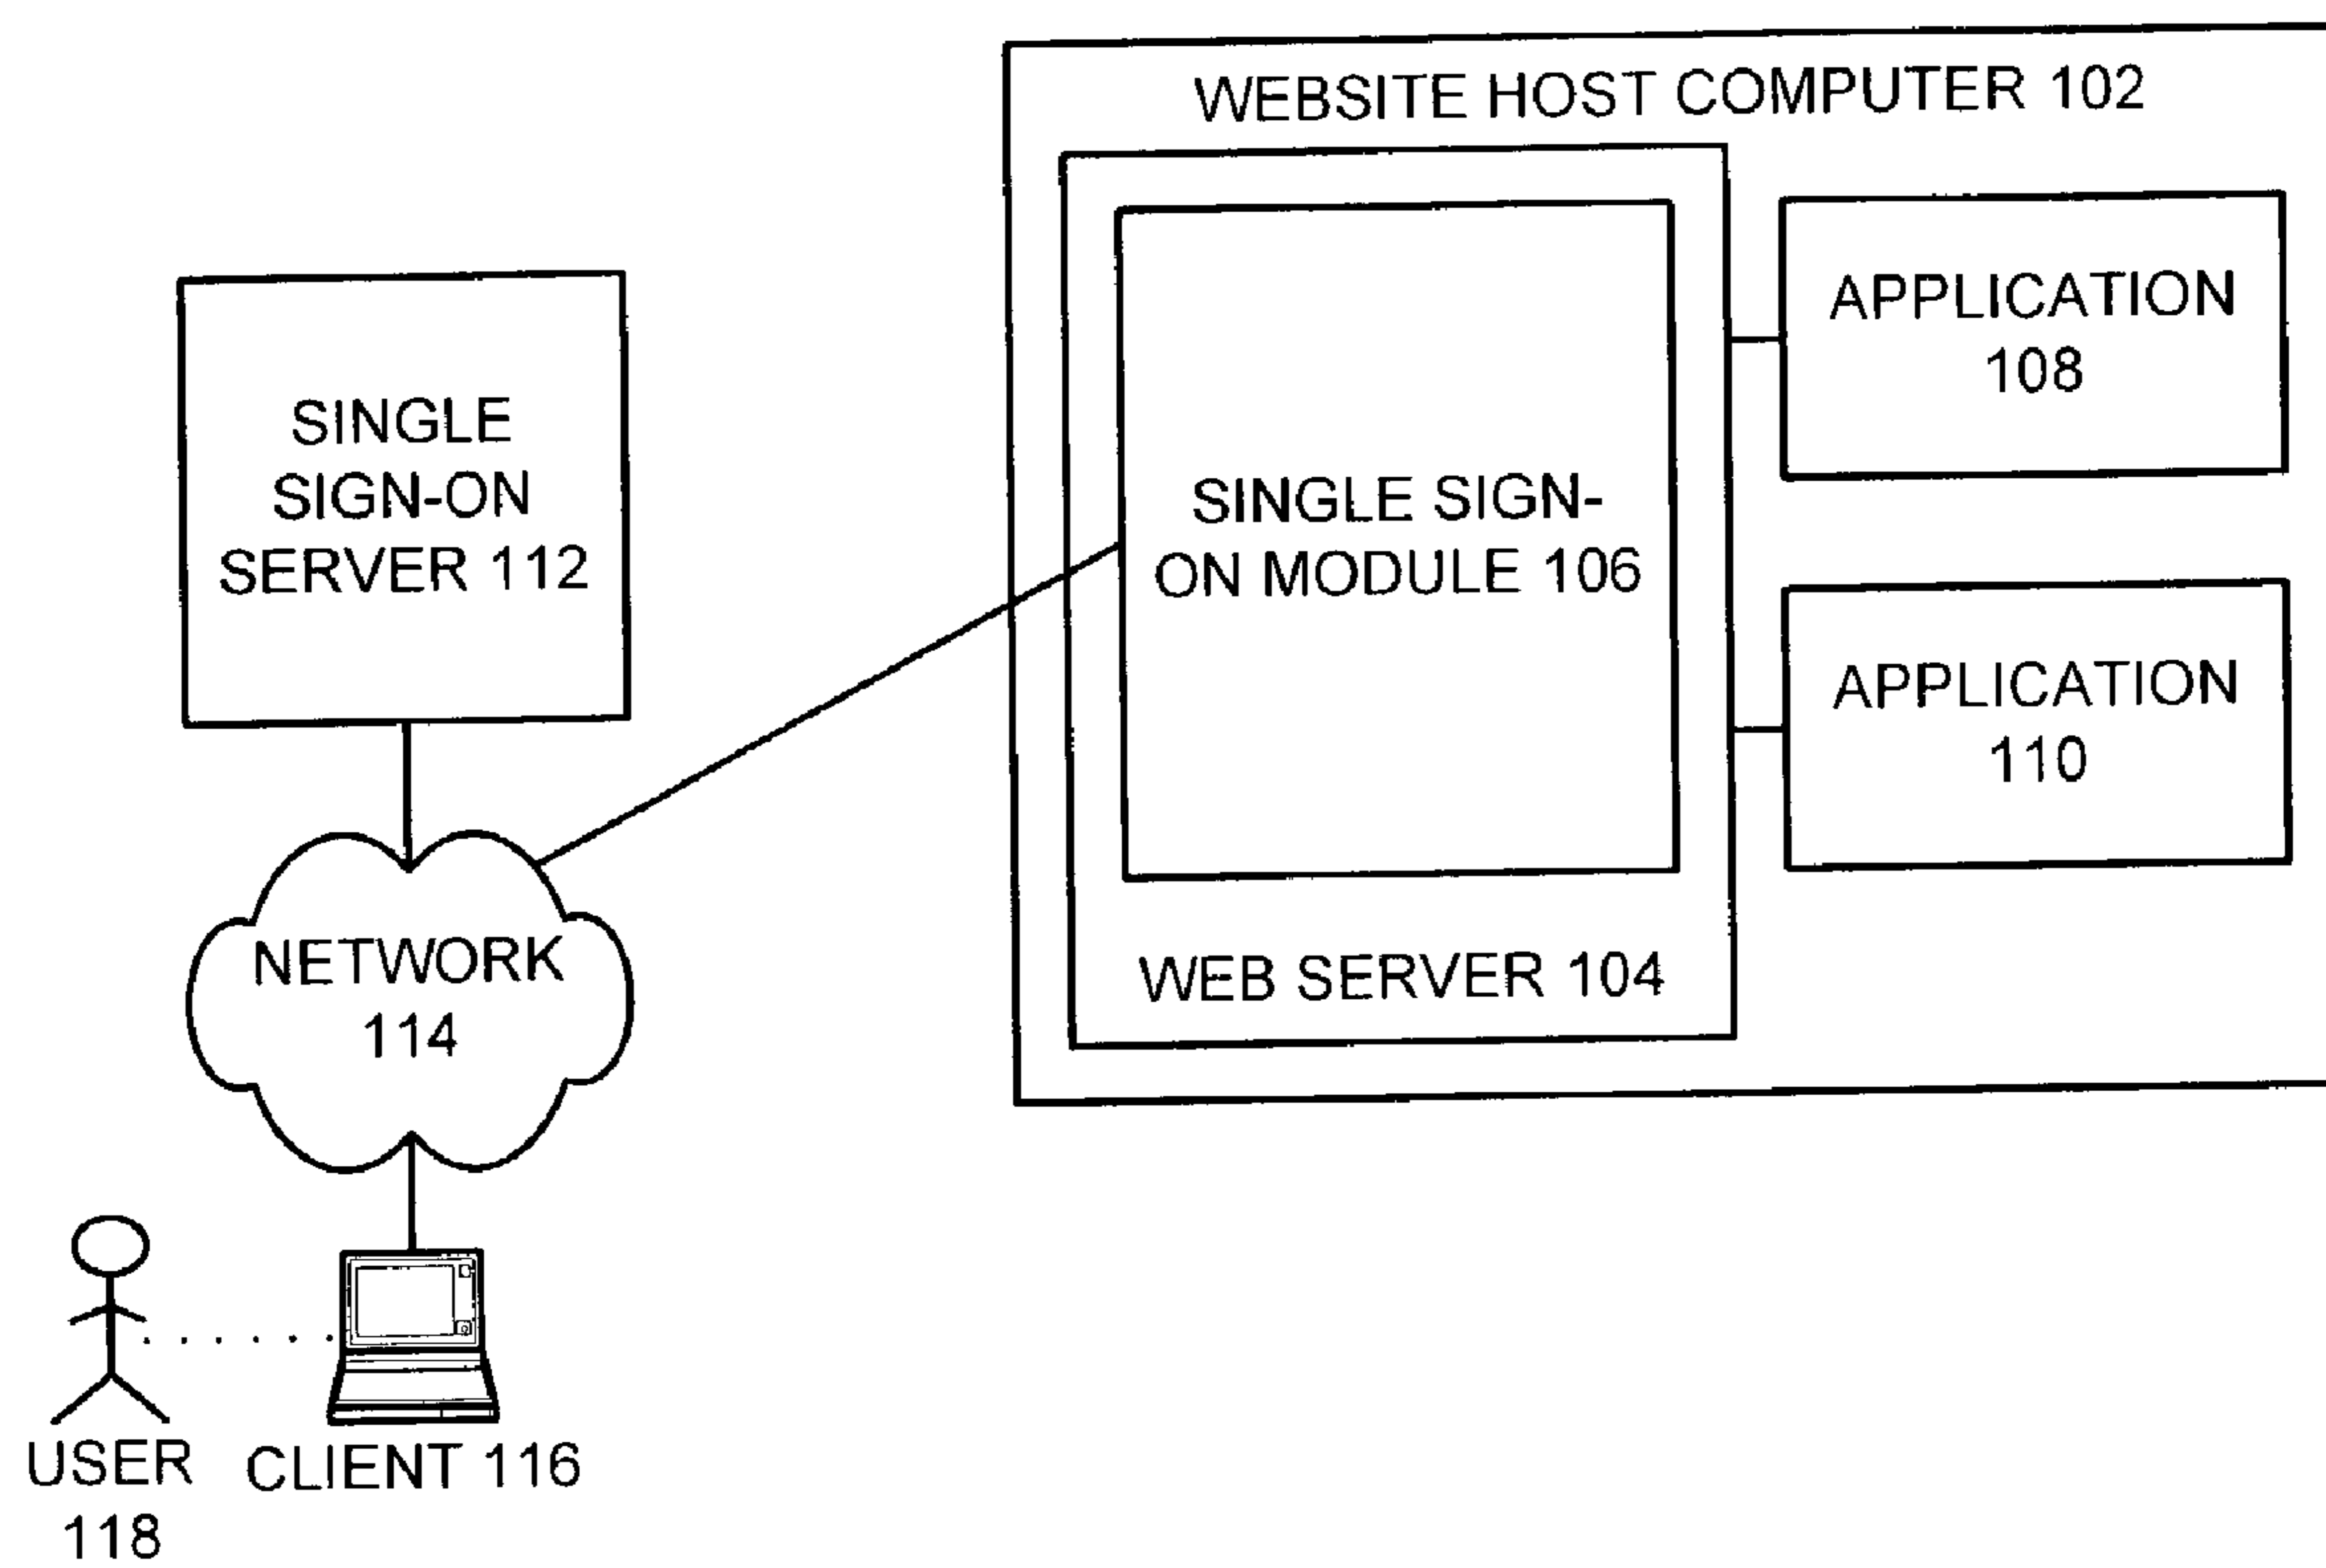 WEBSITE HOST COMPUTER 102
APPLICATION
108
SINGLE
SIGN-ON
SERVER 112
SINGLE SIGN-
ON MODULE 106
APPLICATION
110
NETWORK
114
WEB SERVER 104
USER
118
CLIENT 116